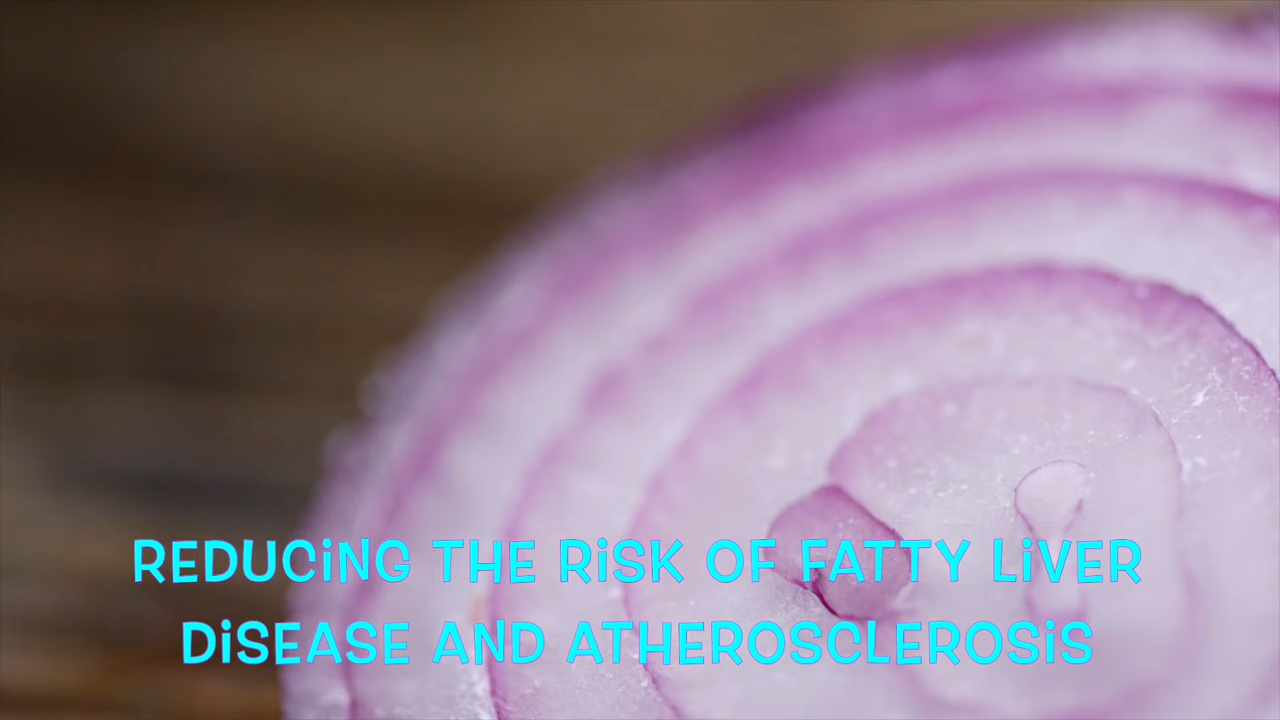 REDUCiNG THE RiSK OF FATTY LiVER
DiSEASE AND ATHEROSCLEROSiS